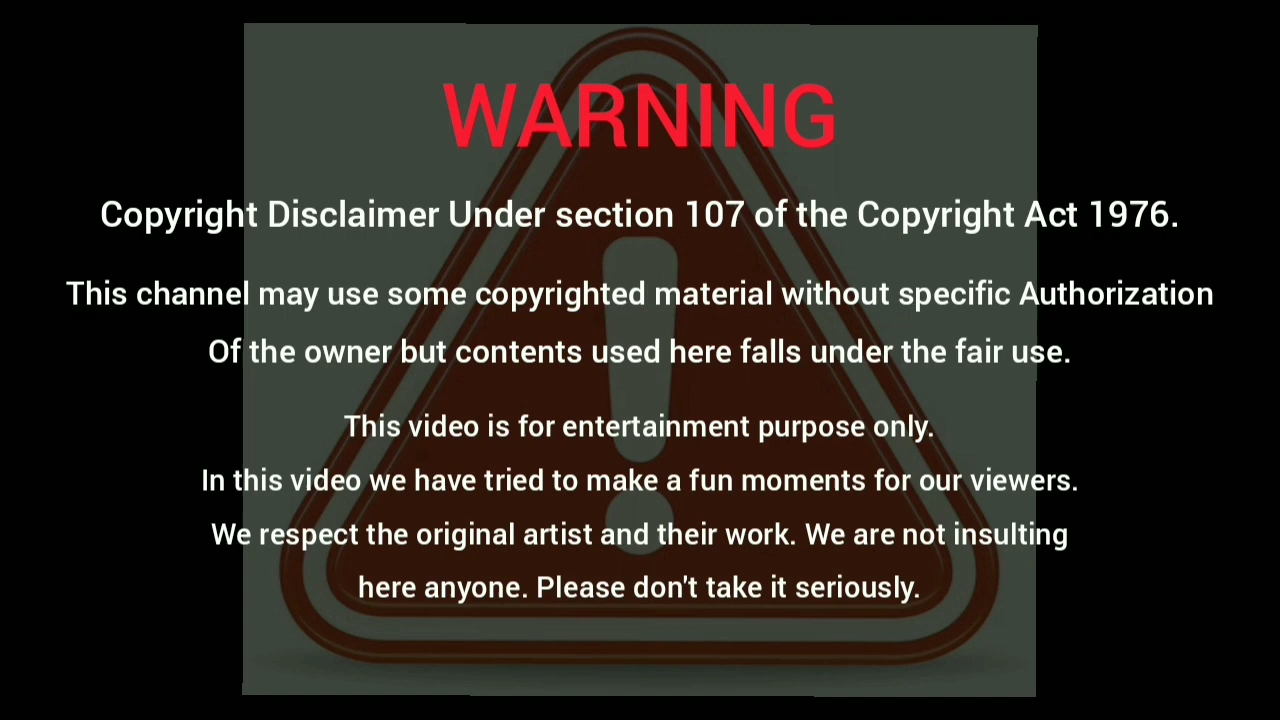 WARNING
Copyright Disclaimer Under section 107 of the Copyright Act 1976.
This channel may use some copyrighted material without specific Authorization
Of the owner but contents used here falls under the fair use.
This video is for entertainment purpose only.
In this video we have tried to make a fun moments for our viewers.
We respect the original artist and their work. We are not insulting
here anyone. Please don't take it seriously.